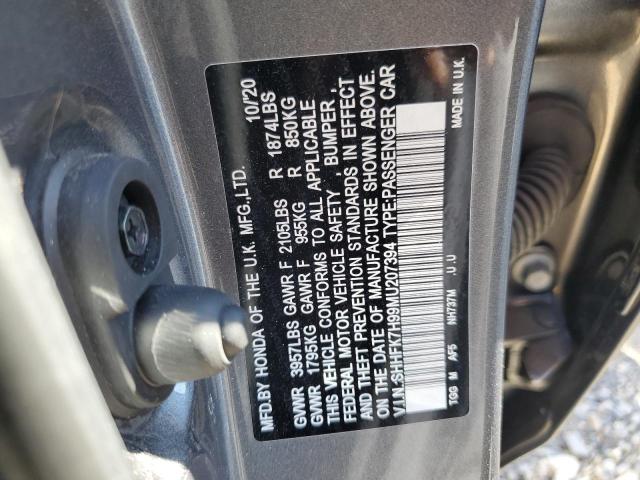 MFD.BY HONDA OF THE U.K. MFG.,LTD. 10/'20
GVWR 3957LBS GAWR F 2105LBS R 1874LBS
GVWR 1795KG GAWR F 955KG R 850KG
THIS VEHICLE CONFORMS TO ALL APPLICABLE
FEDERAL MOTOR VEHICLE SAFETY , BUMPER ,
AND THEFT PREVENTION STANDARDS IN EFFECT
ON THE DATE OF MANUFACTURE SHOWN ABOVE.
V.I.N.:SHHFK7H99MU207394 TYPE:PASSENGER CAR
TGG M AF5 NH737M .U .U MADE IN U.K.